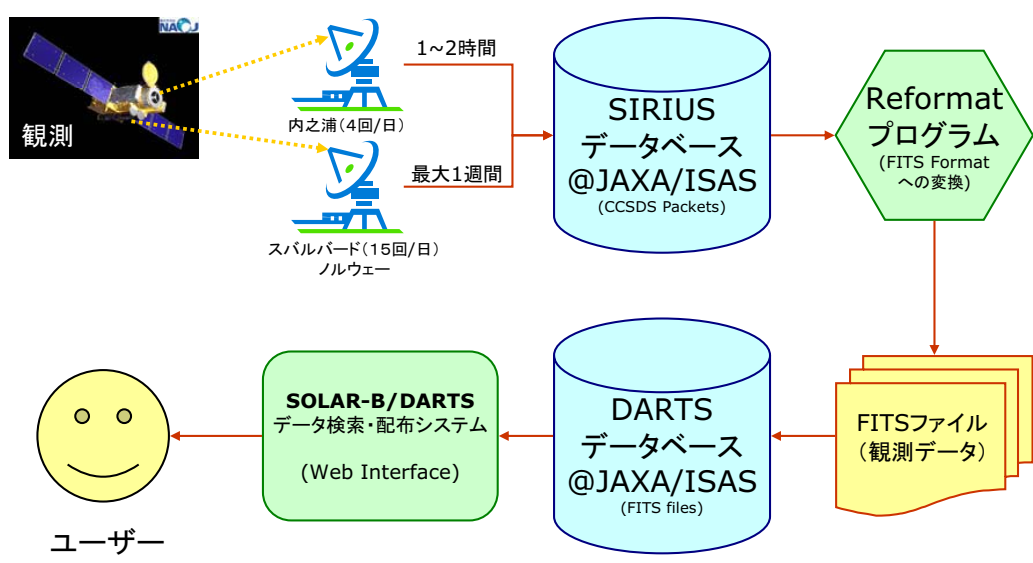 NAOJ
観測
内之浦（4回/日）
1~2時間
スバルバード（15回/日）
ノルウェー
最大1週間
SIRIUS
データベース
@JAXA/ISAS
(CCSDS Packets)
Reformat
プログラム
(FITS Format
への変換)
FITSファイル
（観測データ）
DARTS
データベース
@JAXA/ISAS
(FITS files)
SOLAR-B/DARTS
データ検索・配布システム
(Web Interface)
ユーザー